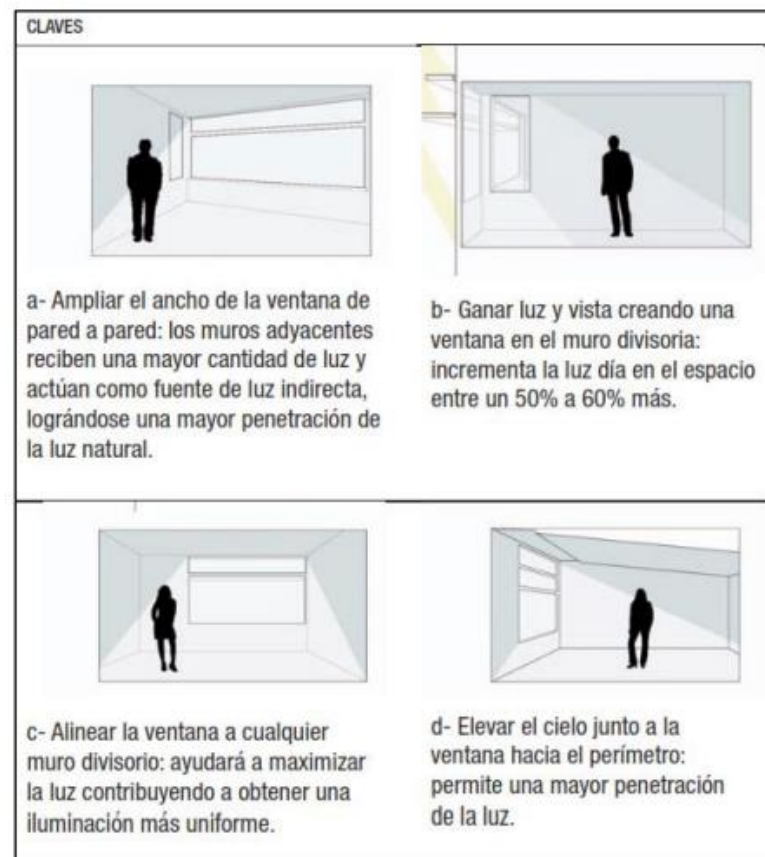 CLAVES
a- Ampliar el ancho de la ventana de
pared a pared: los muros adyacentes
reciben una mayor cantidad de luz y
actúan como fuente de luz indirecta,
lográndose una mayor penetración de
la luz natural.
b- Ganar luz y vista creando una
ventana en el muro divisoria:
incrementa la luz día en el espacio
entre un 50% a 60% más.
c- Alinear la ventana a cualquier
muro divisorio: ayudará a maximizar
la luz contribuyendo a obtener una
iluminación más uniforme.
d- Elevar el cielo junto a la
ventana hacia el perímetro:
permite una mayor penetración
de la luz.